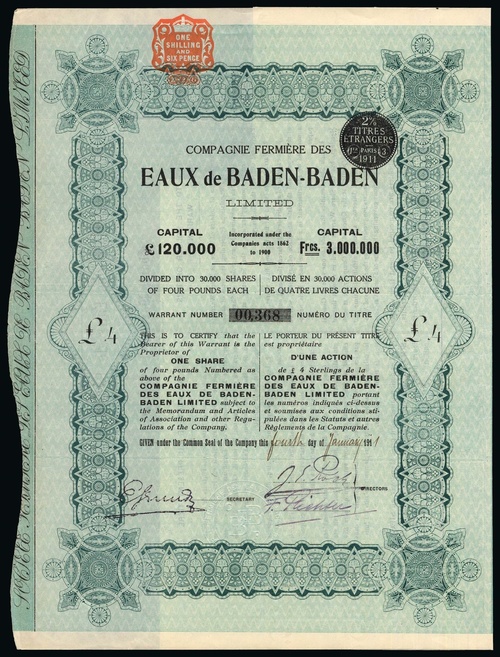 ONE
SHILLING
AND
SIX PENCE
2%
TITRES
ETRANGERS
PARIS
1911
COMPAGNIE FERMIÈRE DES
EAUX de BADEN-BADEN
LIMITED
CAPITAL
£120.000
Incorporated under the
Companies acts 1862
to 1900
CAPITAL
Frcs. 3.000.000
DIVIDED INTO 30.000 SHARES
OF FOUR POUNDS EACH
DIVISÉ EN 30.000 ACTIONS
DE QUATRE LIVRES CHACUNE
WARRANT NUMBER 00,368 NUMÉRO DU TITRE
£4
£4
THIS IS TO CERTIFY that the
Bearer of this Warrant is the
Proprietor of
ONE SHARE
of four pounds Numbered as
above of the
COMPAGNIE FERMIÈRE
DES EAUX DE BADEN-
BADEN LIMITED subject to
the Memorandum and Articles
of Association and other Regu-
lations of the Company.
LE PORTEUR DU PRÉSENT TITRE
est propriétaire
D'UNE ACTION
de £ 4 Sterlings de la
COMPAGNIE FERMIÈRE
DES EAUX DE BADEN-
BADEN LIMITED portant
les numéros indiqués ci-dessus
et soumises aux conditions sti-
pulées dans les Statuts et autres
Règlements de la Compagnie.
GIVEN under the Common Seal of the Company this fourth day of January 1911
SECRETARY
DIRECTORS